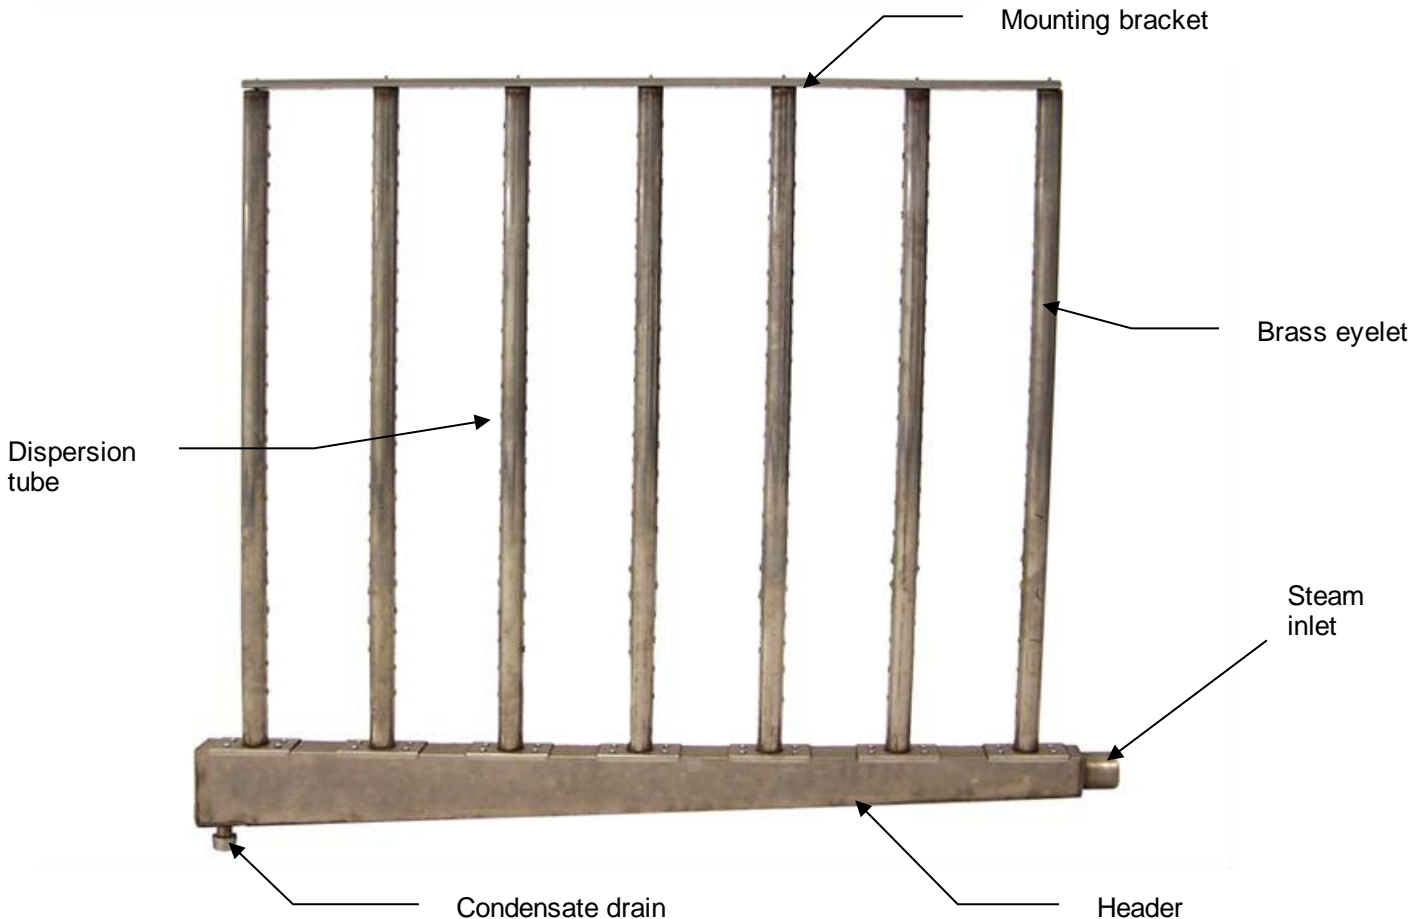 Mounting bracket
Brass eyelet
Dispersion
tube
Steam
inlet
Condensate drain
Header